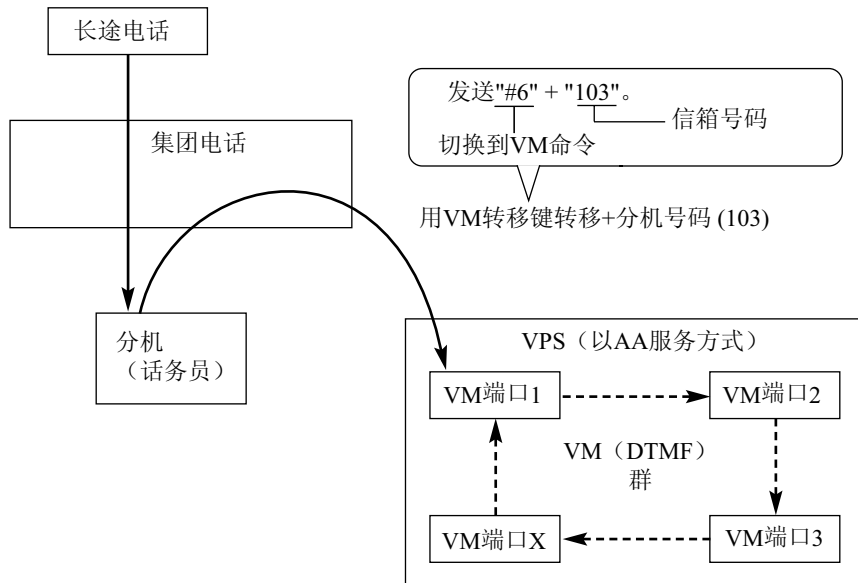 长途电话
发送"#6" + "103"。
信箱号码
切换到VM命令
集团电话
用VM转移键转移+分机号码 (103)
分机
（话务员）
VPS（以AA服务方式）
VM端口1
VM端口2
VM（DTMF）
群
VM端口X
VM端口3